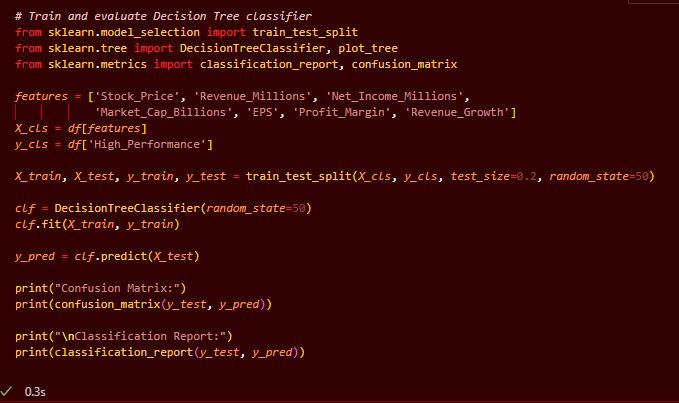 # Train and evaluate Decision Tree classifier
from sklearn.model_selection import train_test_split
from sklearn.tree import DecisionTreeClassifier, plot_tree
from sklearn.metrics import classification_report, confusion_matrix
features = ['Stock_Price', 'Revenue_Millions', 'Net_Income_Millions',
'Market_Cap_Billions', 'EPS', 'Profit_Margin', 'Revenue_Growth']
X_cls = df[features]
y_cls = df['High_Performance']
X_train, X_test, y_train, y_test = train_test_split(X_cls, y_cls, test_size=0.2, random_state=50)
clf = DecisionTreeClassifier(random_state=50)
clf.fit(X_train, y_train)
y_pred = clf.predict(X_test)
print("Confusion Matrix:")
print(confusion_matrix(y_test, y_pred))
print("\nClassification Report:")
print(classification_report(y_test, y_pred))
0.3s